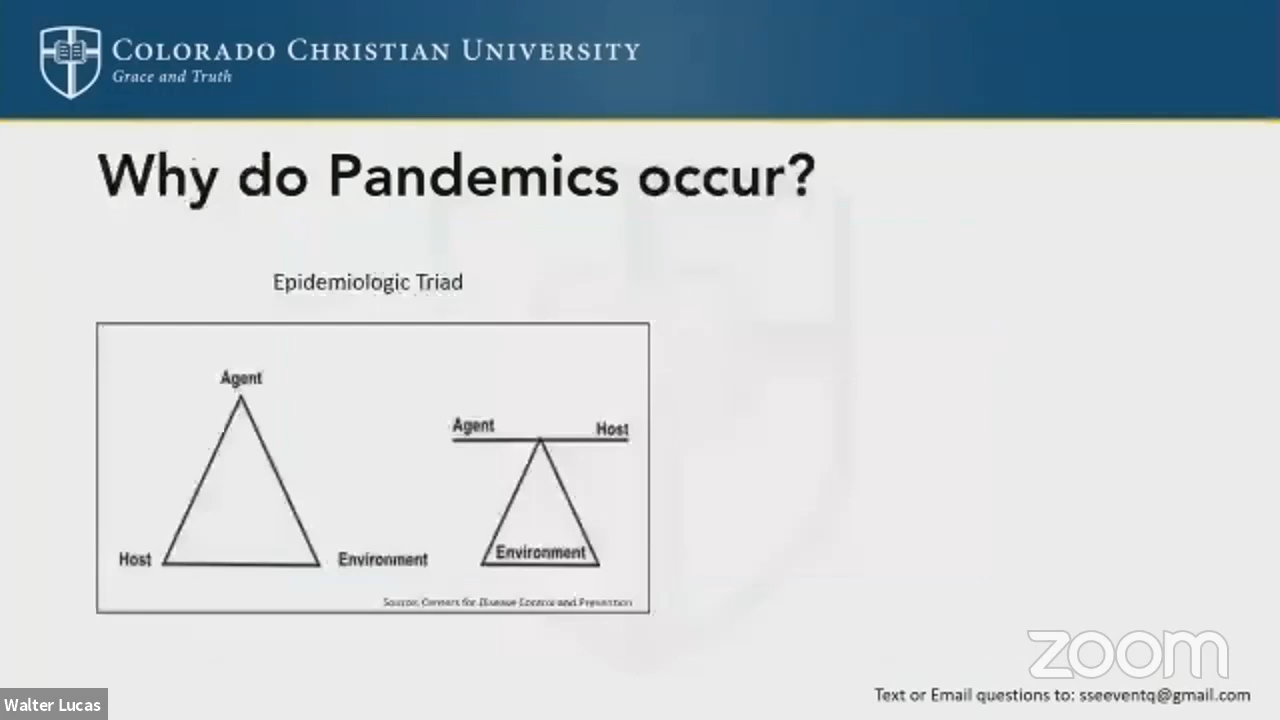 COLORADO CHRISTIAN UNIVERSITY
Grace and Truth
Why do Pandemics occur?
Epidemiologic Triad
Agent
Host
Environment
Agent
Host
Environment
Source: Centers for Disease Control and Prevention
zoom
Text or Email questions to: sseeventq@gmail.com
Walter Lucas